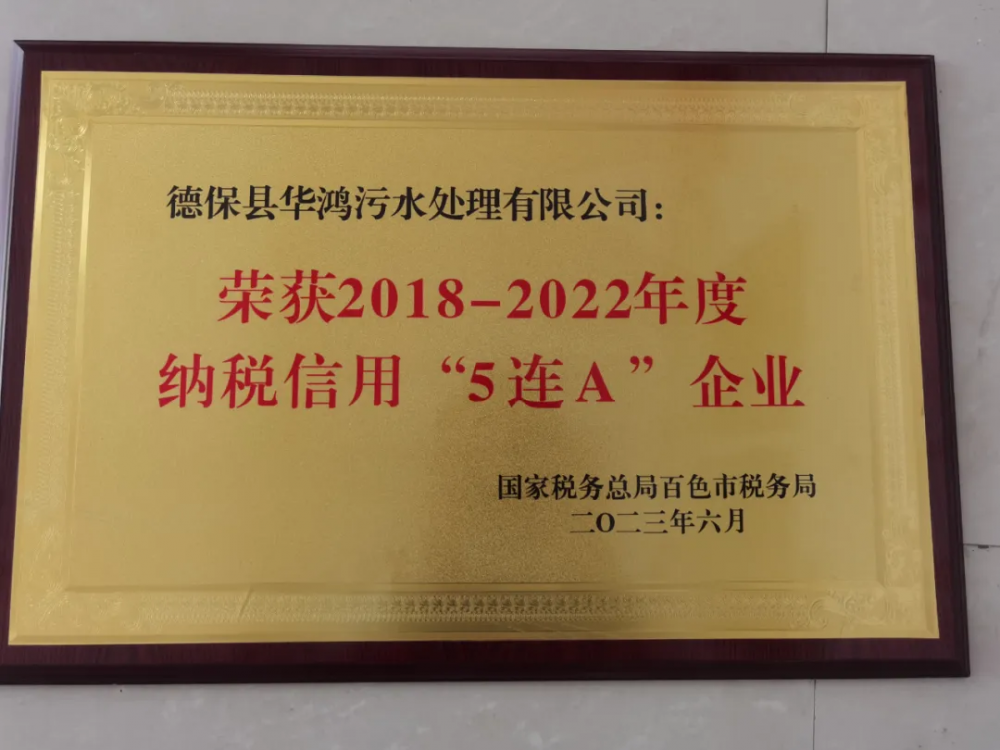 德保县华鸿污水处理有限公司：
荣获2018-2022年度
纳税信用“5连A”企业
国家税务总局百色市税务局
二〇二三年六月